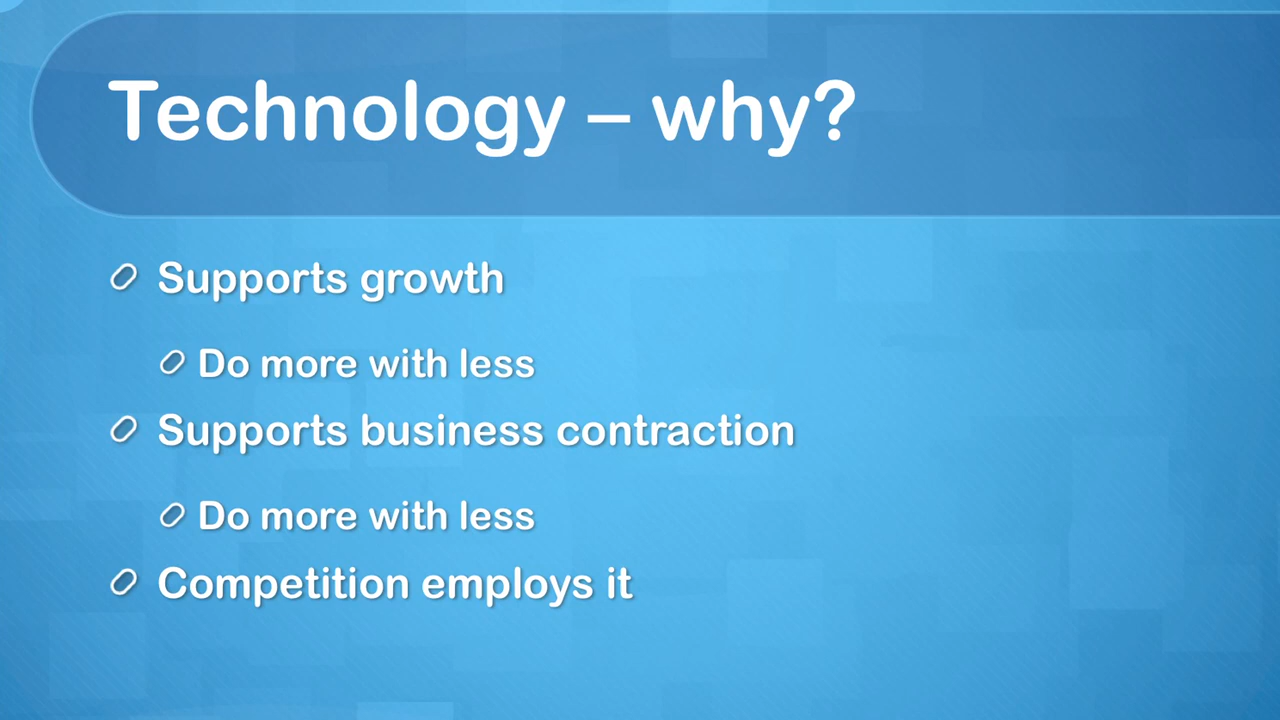 Technology – why?
Supports growth
Do more with less
Supports business contraction
Do more with less
Competition employs it